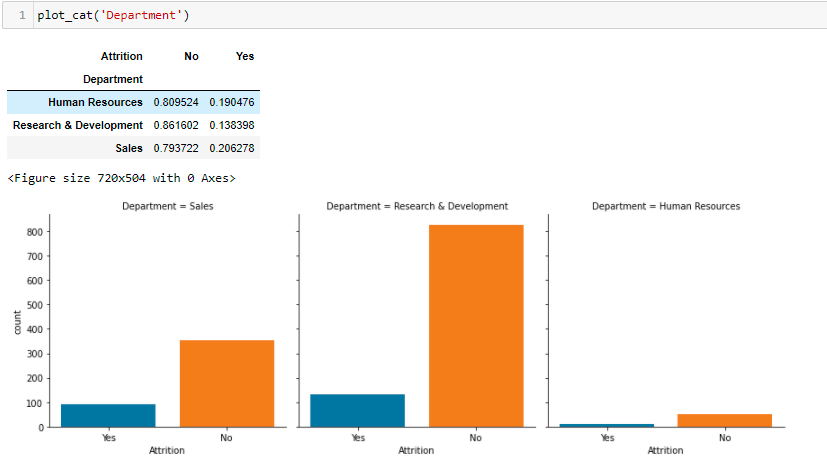 1 plot_cat('Department')
Attrition No Yes
Department
Human Resources 0.809524 0.190476
Research & Development 0.861602 0.138398
Sales 0.793722 0.206278
<Figure size 720x504 with 0 Axes>
Department = Sales
Department = Research & Development
Department = Human Resources
800
700
600
500
400
300
200
100
0
count
Yes No
Attrition
Yes No
Attrition
Yes No
Attrition